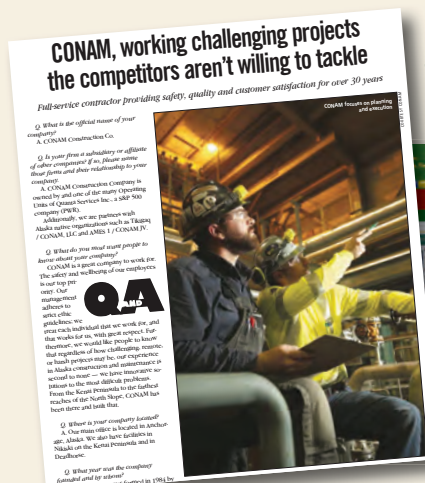 CONAM, working challenging projects
the competitors aren't willing to tackle
Full-service contractor providing safety, quality and customer satisfaction for over 30 years
CONAM focuses on planning
and execution
Q. What is the official name of your
company?
A. CONAM Construction Co.
Q. Is your firm a subsidiary or affiliate
of other companies? If so, please name
those firms and their relationship to your
company.
A. CONAM Construction Company is
owned by and one of the many Operating
Units of Quanta Services Inc., a S&P 500
company (PWR).
Additionally, we are partners with
Alaska native organizations such as Tikigaq
/ CONAM, LLC and AMES 1 / CONAM JV.
Q. What do you most want people to
know about your company?
CONAM is a great company to work for.
The safety and wellbeing of our employees
is our top pri-
ority. Our
management
adheres to
strict ethic
guidelines; we
Q AND A
treat each individual that we work for, and
that works for us, with great respect. Fur-
thermore, we would like people to know
that regardless of how challenging, remote,
or harsh projects may be, our experience
in Alaska construction and maintenance is
second to none — we have innovative so-
lutions to the most difficult problems.
From the Kenai Peninsula to the farthest
reaches of the North Slope, CONAM has
been there and built that.
Q. Where is your company located?
A. Our main office is located in Anchor-
age, Alaska. We also have facilities in
Nikiski on the Kenai Peninsula and in
Deadhorse.
Q. What year was the company
founded and by whom?
formed in 1984 by